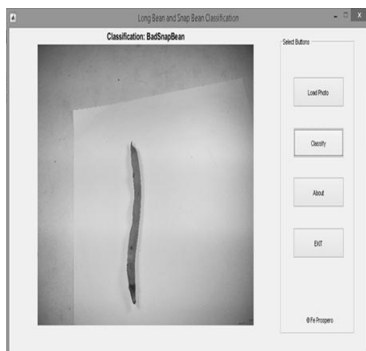 Long Bean and Snap Bean Classification
Classification: BadSnapBean
Select Buttons:
Load Photo
Classify
About
EXIT
@Fe Prospero